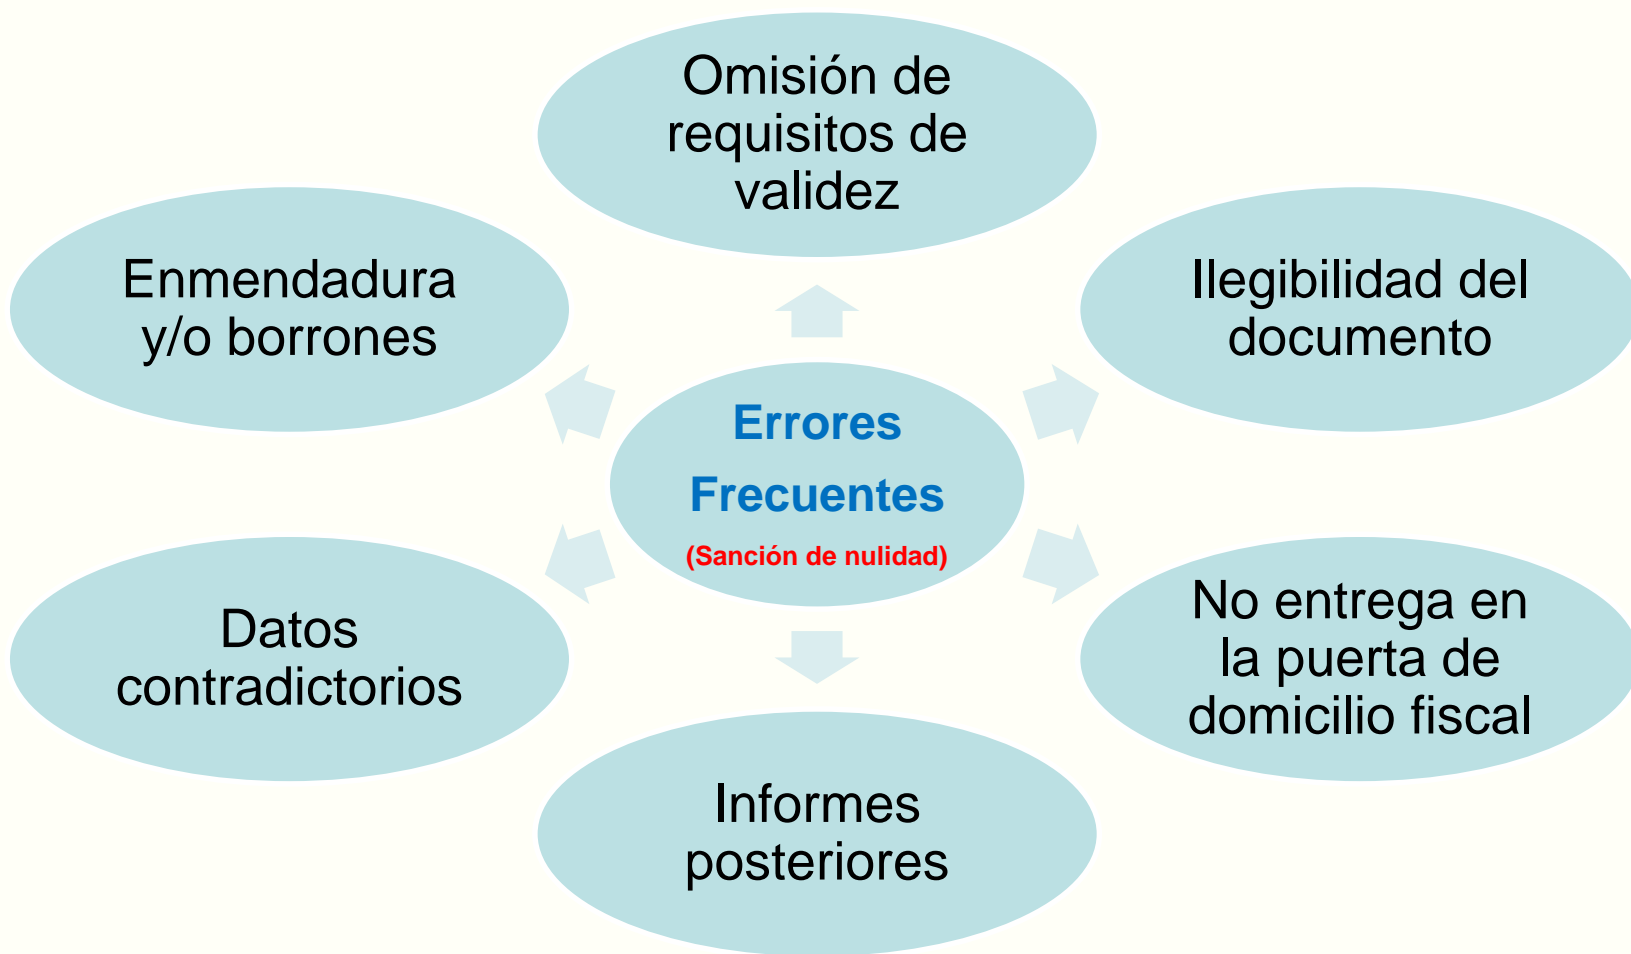 Omisión de
requisitos de
validez
Enmendadura
y/o borrones
Ilegibilidad del
documento
Errores
Frecuentes
(Sanción de nulidad)
Datos
contradictorios
No entrega en
la puerta de
domicilio fiscal
Informes
posteriores